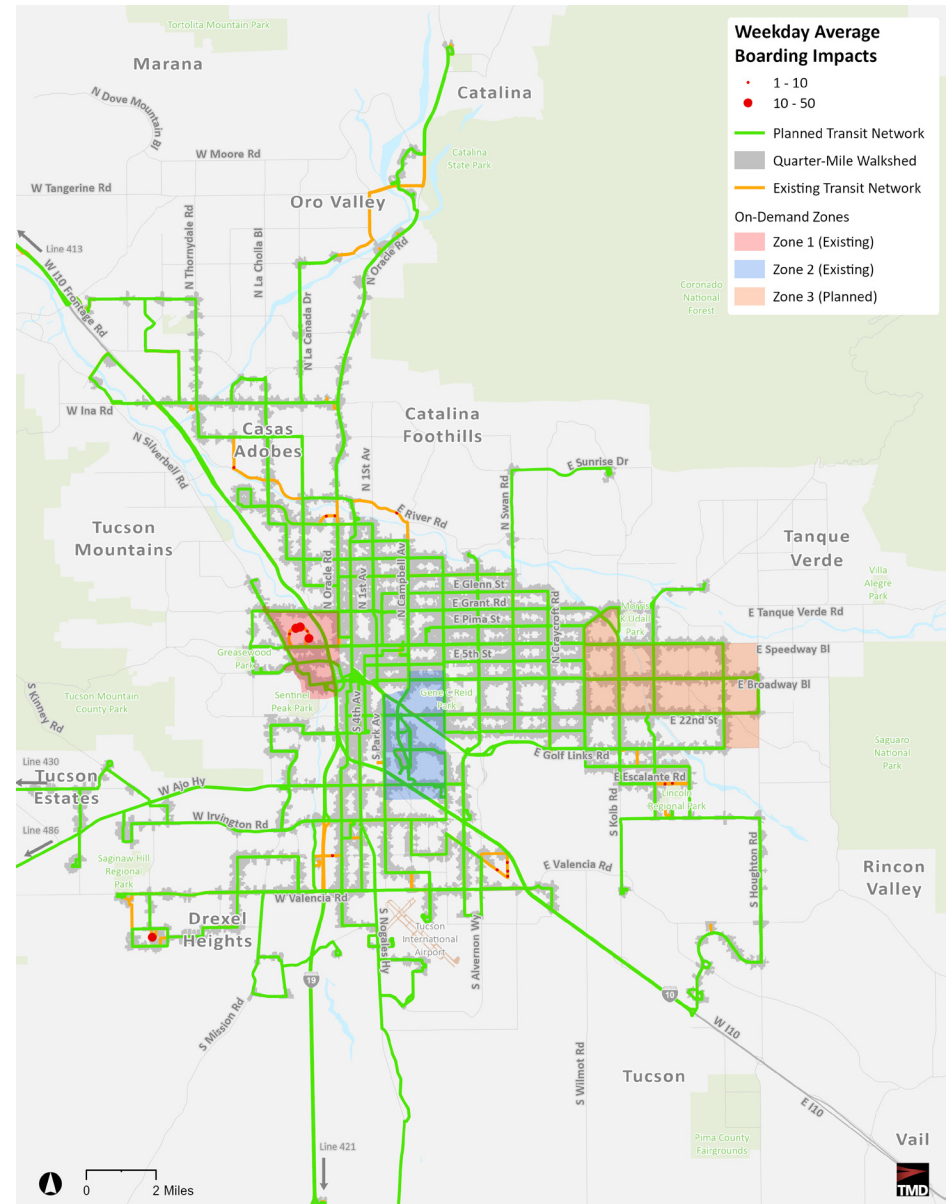 Weekday Average
Boarding Impacts
1 - 10
10 - 50
Planned Transit Network
Quarter-Mile Walkshed
Existing Transit Network
On-Demand Zones
Zone 1 (Existing)
Zone 2 (Existing)
Zone 3 (Planned)
Tortolita Mountain Park
Marana
Catalina
N Dove Mountain Bl
W Moore Rd
Catalina
State Park
W Tangerine Rd
Oro Valley
Line 413
N Thornydale Rd
N La Cholla Bl
N Oracle Rd
W I10 Frontage Rd
Coronado
National
Forest
N La Canada Dr
W Ina Rd
Casas
Adobes
Catalina
Foothills
N Silverbell Rd
N 1St Av
E Sunrise Dr
N Swan Rd
E River Rd
Tucson
Mountains
Tanque
Verde
Villa
Alegre
Park
N Oracle Rd
N 1st Av
N Campbell Av
E Glenn St
E Grant Rd
E Pima St
N Craycroft Rd
Morris
K Udall
Park
E Tanque Verde Rd
E 5th St
E Speedway Bl
Greasewood
Park
E Broadway Bl
Sentinel
Peak Park
Gene C Reid
Park
S 4th Av
S Park Av
E 22nd St
Tucson Mountain
County Park
S Kinney Rd
Saguaro
National
Park
E Golf Links Rd
Line 430
Tucson
Estates
W Ajo Hy
E Escalante Rd
Lincoln
Regional Park
S Kolb Rd
W Irvington Rd
Line 486
Saginaw Hill
Regional
Park
E Valencia Rd
S Houghton Rd
Rincon
Valley
W Valencia Rd
Drexel
Heights
S Nogales Hy
Tucson
International
Airport
S Alvernon Wy
19
10
S Mission Rd
W I10
S Wilmot Rd
Tucson
E I10
Pima County
Fairgrounds
Vail
Line 421
0
2 Miles
TMD